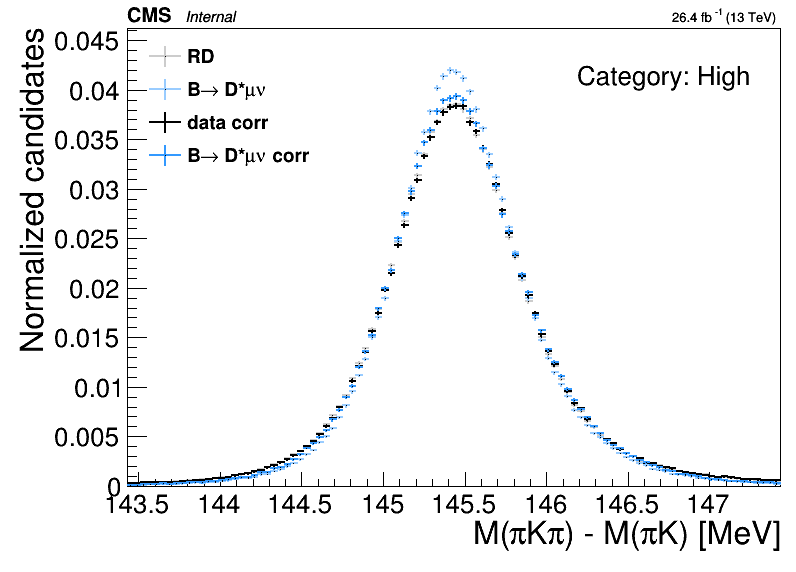 CMS Internal 26.4 fb⁻¹ (13 TeV)
Normalized candidates
0.045
0.04
0.035
0.03
0.025
0.02
0.015
0.01
0.005
0
RD
B→ D*μν
data corr
B→ D*μν corr
Category: High
143.5 144 144.5 145 145.5 146 146.5 147
M(πKπ) - M(πK) [MeV]